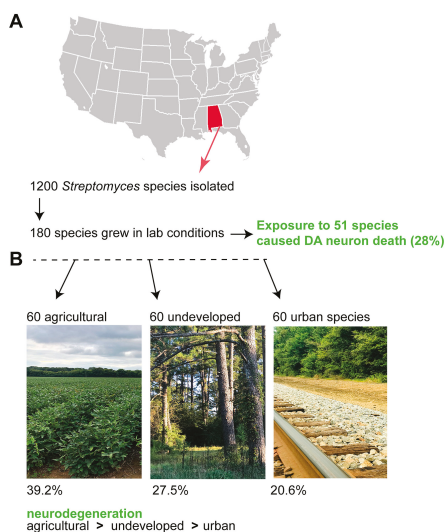 A
1200 Streptomyces species isolated
180 species grew in lab conditions
Exposure to 51 species
caused DA neuron death (28%)
B
60 agricultural
60 undeveloped
60 urban species
39.2%
27.5%
20.6%
neurodegeneration
agricultural > undeveloped > urban